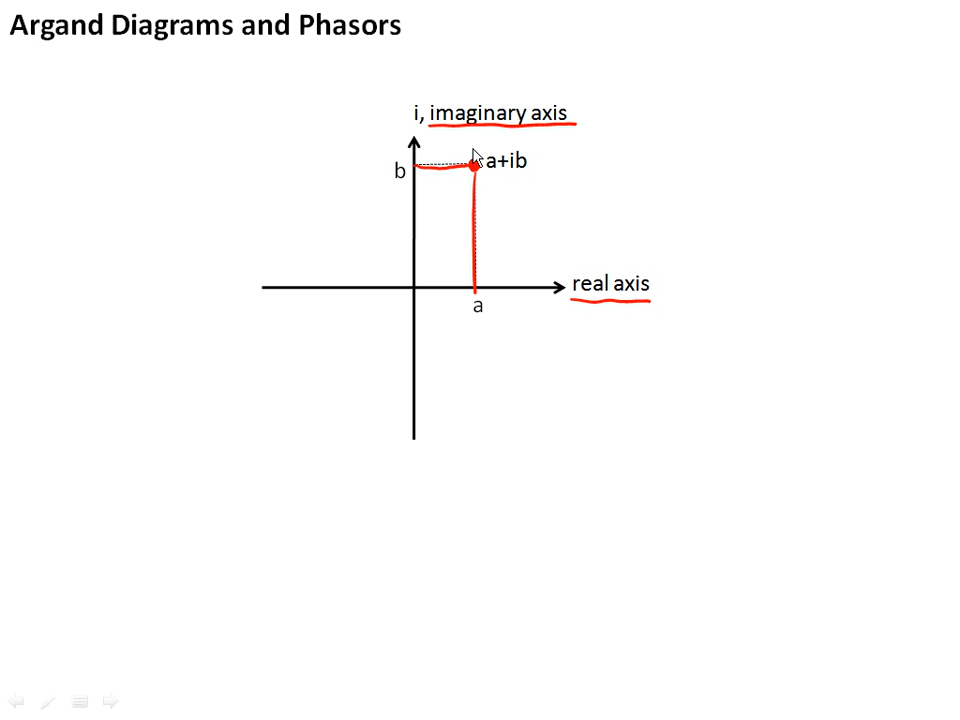 Argand Diagrams and Phasors
i, imaginary axis
a+ib
b
real axis
a